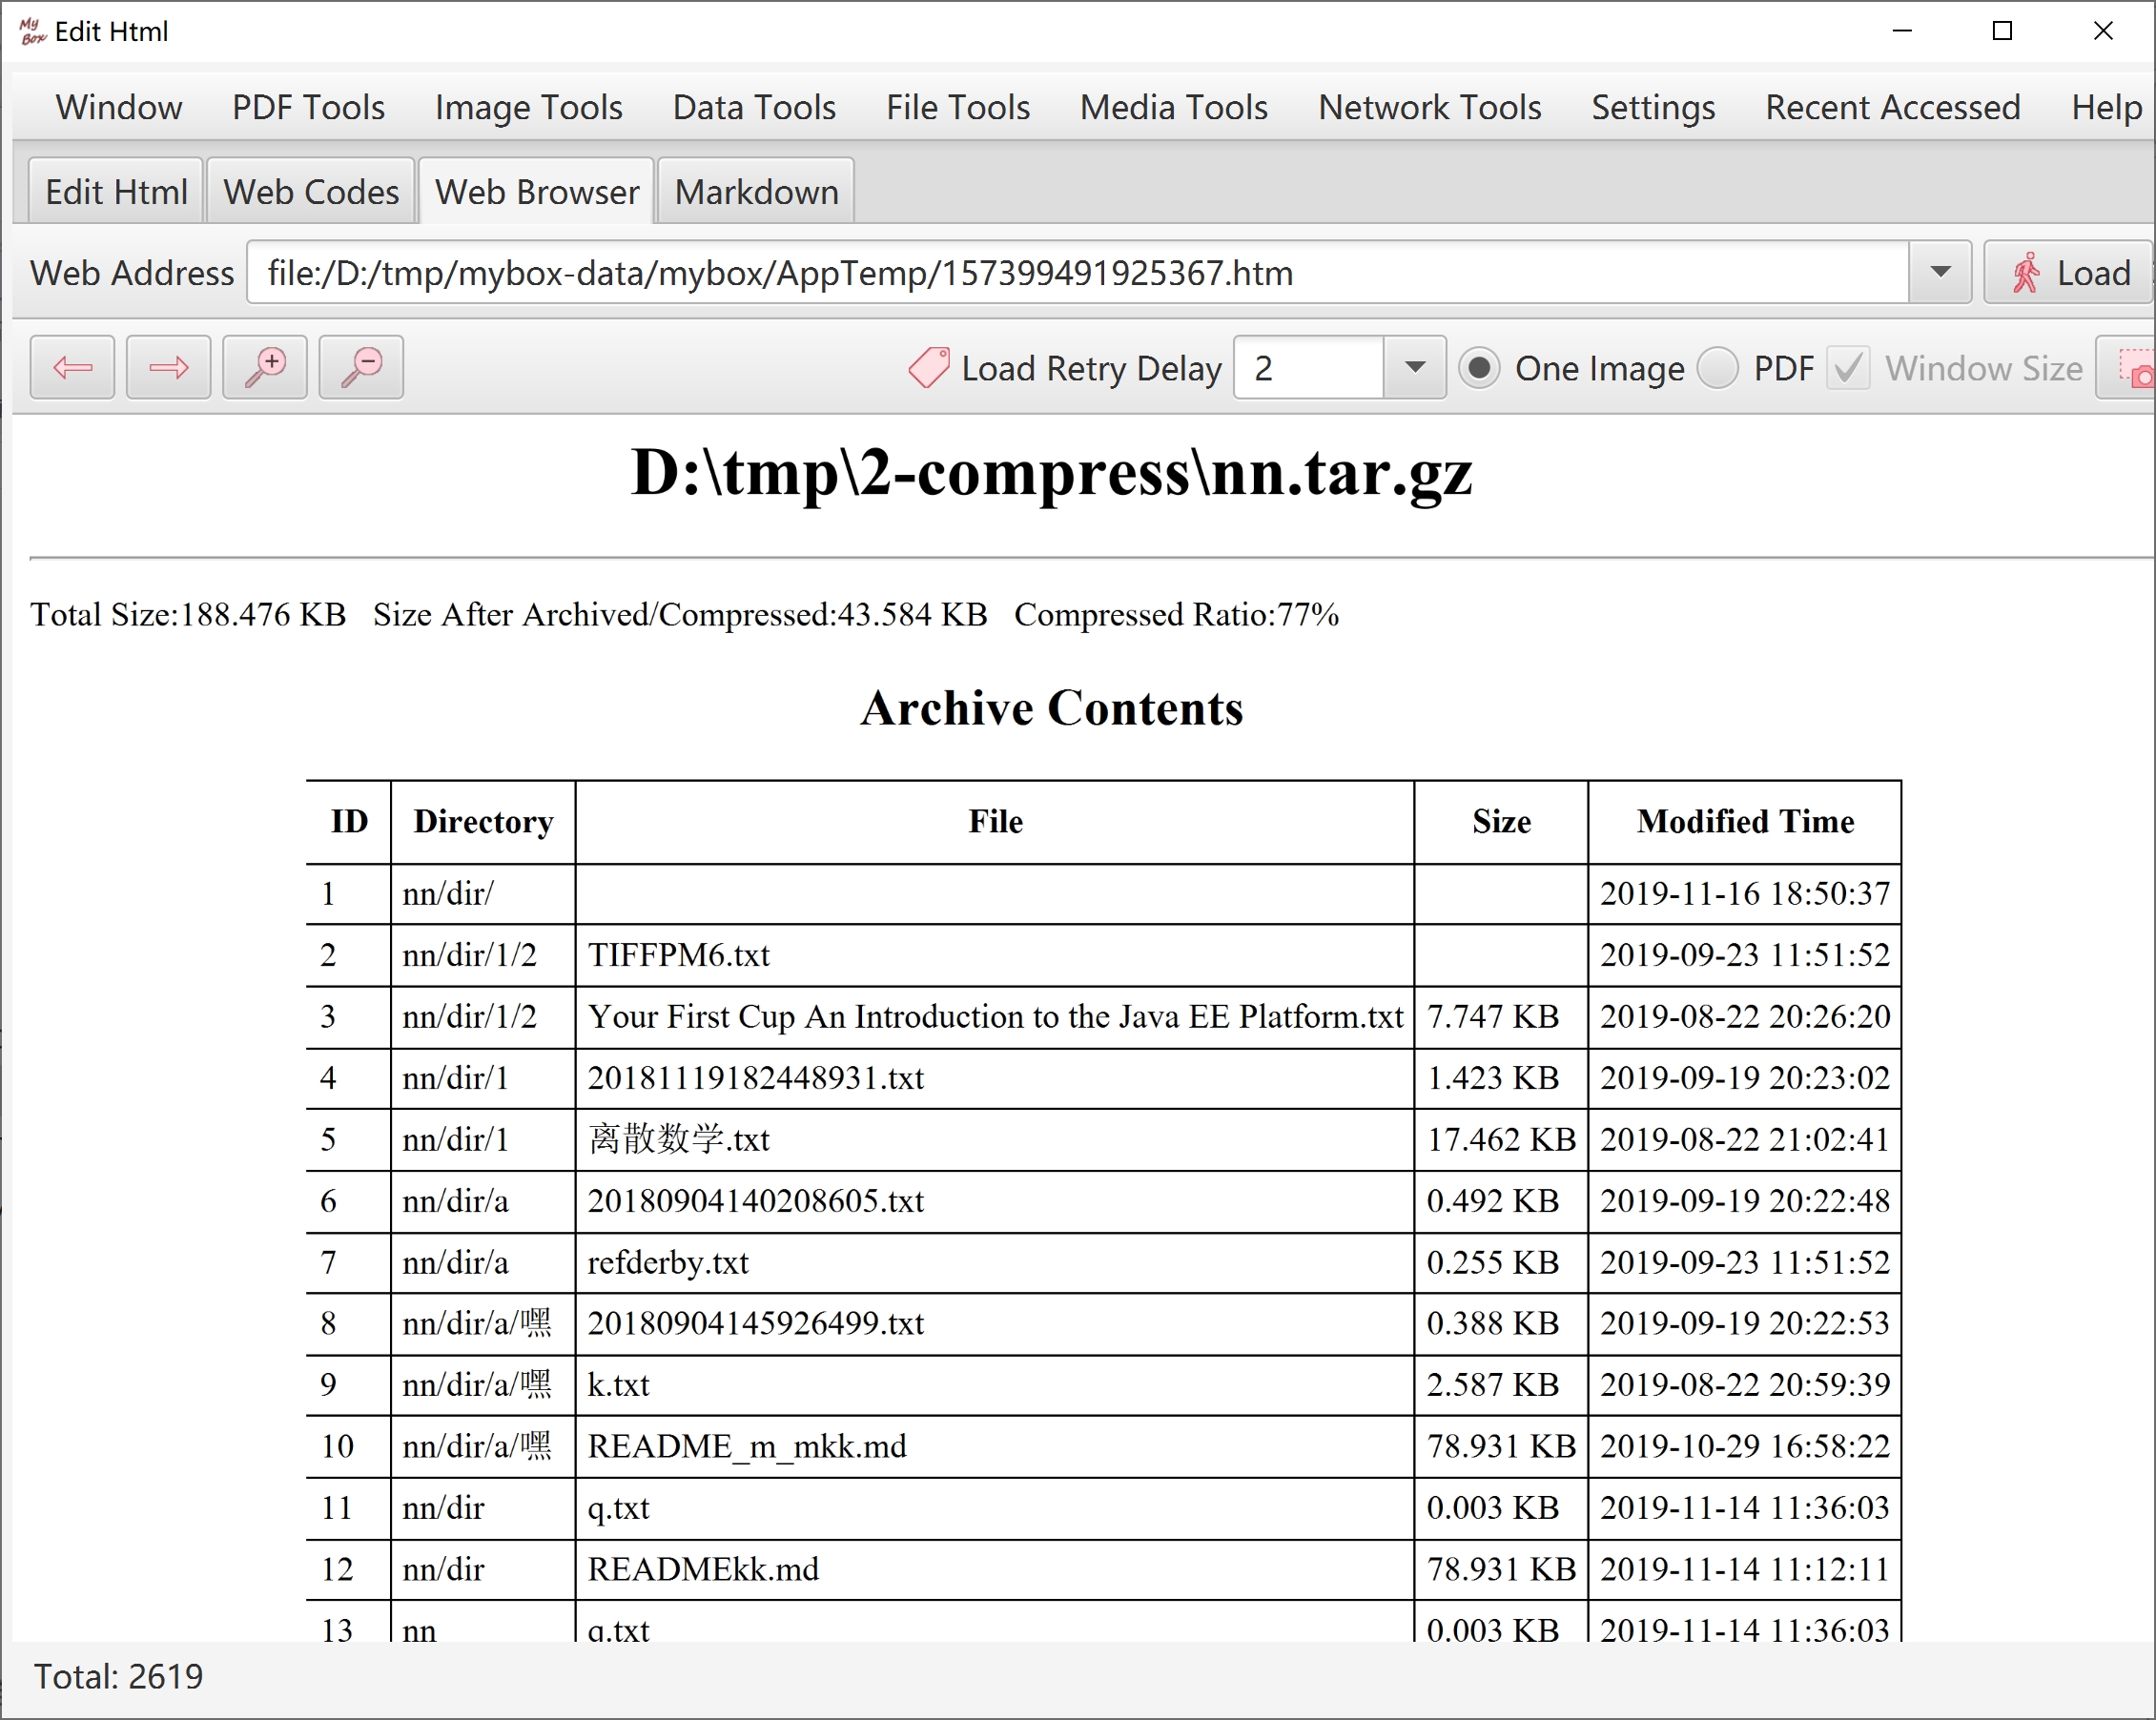 My Box Edit Html
Window PDF Tools Image Tools Data Tools File Tools Media Tools Network Tools Settings Recent Accessed Help
Edit Html Web Codes Web Browser Markdown
Web Address file:/D:/tmp/mybox-data/mybox/AppTemp/157399491925367.htm Load
Load Retry Delay 2 One Image PDF Window Size
D:\tmp\2-compress\nn.tar.gz
Total Size:188.476 KB Size After Archived/Compressed:43.584 KB Compressed Ratio:77%
Archive Contents
ID Directory File Size Modified Time
1 nn/dir/ 2019-11-16 18:50:37
2 nn/dir/1/2 TIFFPM6.txt 2019-09-23 11:51:52
3 nn/dir/1/2 Your First Cup An Introduction to the Java EE Platform.txt 7.747 KB 2019-08-22 20:26:20
4 nn/dir/1 20181119182448931.txt 1.423 KB 2019-09-19 20:23:02
5 nn/dir/1 离散数学.txt 17.462 KB 2019-08-22 21:02:41
6 nn/dir/a 20180904140208605.txt 0.492 KB 2019-09-19 20:22:48
7 nn/dir/a refderby.txt 0.255 KB 2019-09-23 11:51:52
8 nn/dir/a/嘿 20180904145926499.txt 0.388 KB 2019-09-19 20:22:53
9 nn/dir/a/嘿 k.txt 2.587 KB 2019-08-22 20:59:39
10 nn/dir/a/嘿 README_m_mkk.md 78.931 KB 2019-10-29 16:58:22
11 nn/dir q.txt 0.003 KB 2019-11-14 11:36:03
12 nn/dir READMEkk.md 78.931 KB 2019-11-14 11:12:11
13 nn q.txt 0.003 KB 2019-11-14 11:36:03
Total: 2619